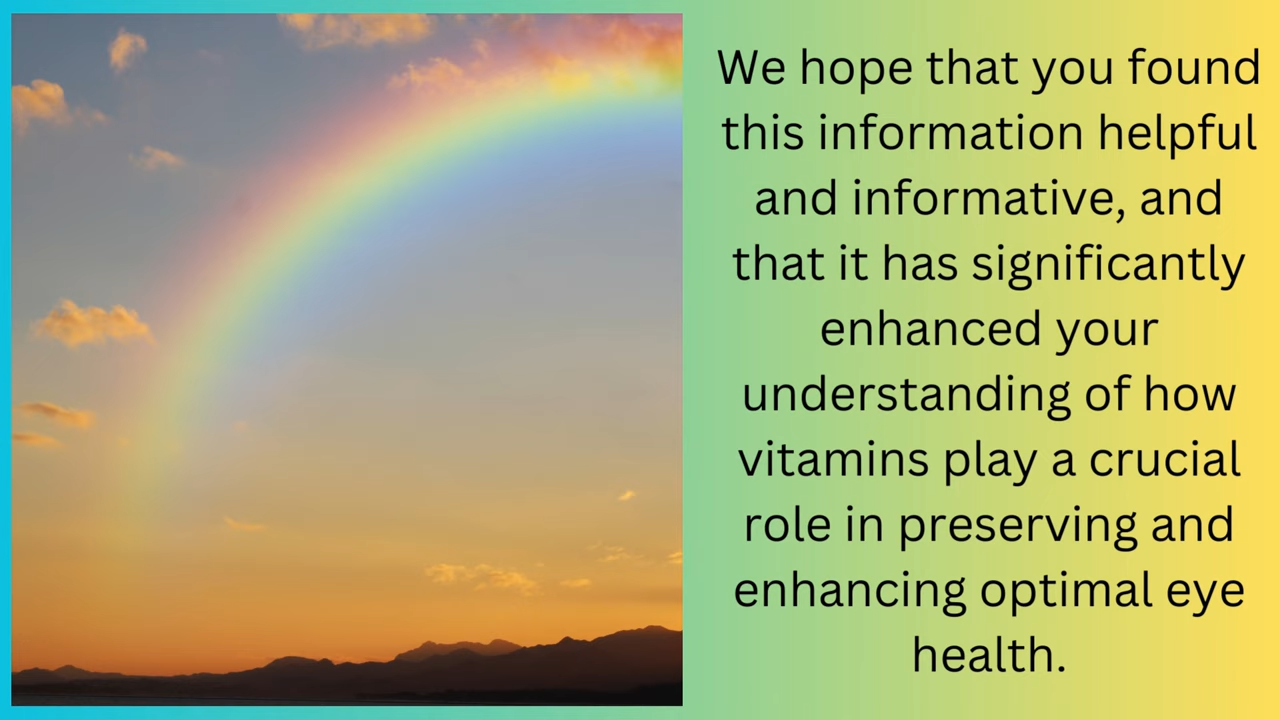 We hope that you found
this information helpful
and informative, and
that it has significantly
enhanced your
understanding of how
vitamins play a crucial
role in preserving and
enhancing optimal eye
health.